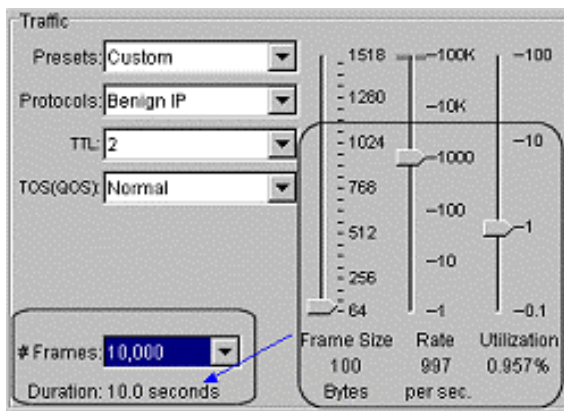 Traffic
Presets: Custom
Protocols: Benign IP
TTL: 2
TOS(QOS): Normal
# Frames: 10,000
Duration: 10.0 seconds
1518
1280
1024
768
512
256
64
Frame Size
100
Bytes
100K
10K
1000
100
10
1
Rate
997
per sec.
100
10
1
0.1
Utilization
0.957%